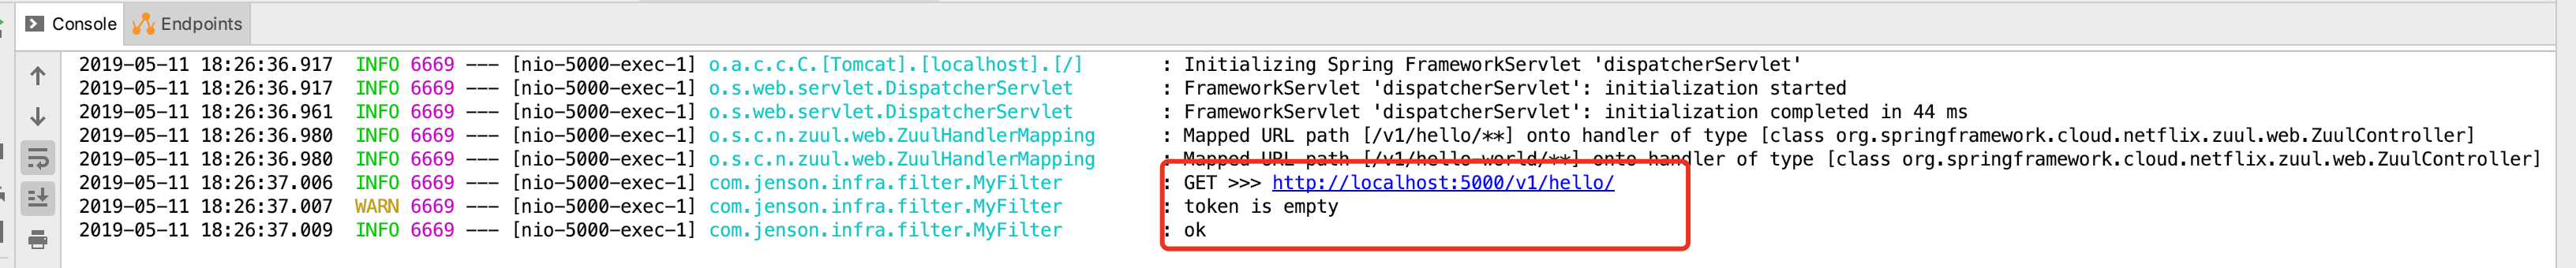 Console Endpoints
2019-05-11 18:26:36.917 INFO 6669 --- [nio-5000-exec-1] o.a.c.c.C.[Tomcat].[localhost].[/] : Initializing Spring FrameworkServlet 'dispatcherServlet'
2019-05-11 18:26:36.917 INFO 6669 --- [nio-5000-exec-1] o.s.web.servlet.DispatcherServlet : FrameworkServlet 'dispatcherServlet': initialization started
2019-05-11 18:26:36.961 INFO 6669 --- [nio-5000-exec-1] o.s.web.servlet.DispatcherServlet : FrameworkServlet 'dispatcherServlet': initialization completed in 44 ms
2019-05-11 18:26:36.980 INFO 6669 --- [nio-5000-exec-1] o.s.c.n.zuul.web.ZuulHandlerMapping : Mapped URL path [/v1/hello/**] onto handler of type [class org.springframework.cloud.netflix.zuul.web.ZuulController]
2019-05-11 18:26:36.980 INFO 6669 --- [nio-5000-exec-1] o.s.c.n.zuul.web.ZuulHandlerMapping : Mapped URL path [/v1/hello-world/**] onto handler of type [class org.springframework.cloud.netflix.zuul.web.ZuulController]
2019-05-11 18:26:37.006 INFO 6669 --- [nio-5000-exec-1] com.jenson.infra.filter.MyFilter : GET >>> http://localhost:5000/v1/hello/
2019-05-11 18:26:37.007 WARN 6669 --- [nio-5000-exec-1] com.jenson.infra.filter.MyFilter : token is empty
2019-05-11 18:26:37.009 INFO 6669 --- [nio-5000-exec-1] com.jenson.infra.filter.MyFilter : ok